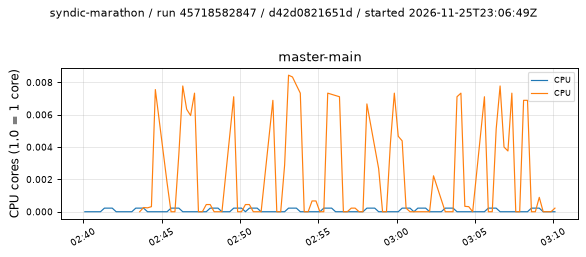 syndic-marathon / run 45718582847 / d42d0821651d / started 2026-11-25T23:06:49Z
master-main
CPU cores (1.0 = 1 core)
0.008
0.006
0.004
0.002
0.000
CPU
CPU
02:40
02:45
02:50
02:55
03:00
03:05
03:10